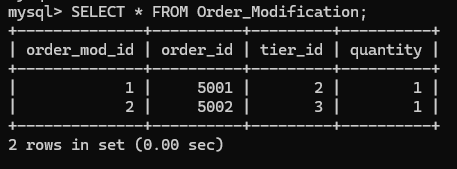 mysql> SELECT * FROM Order_Modification;
+--------------+----------+---------+----------+
| order_mod_id | order_id | tier_id | quantity |
+--------------+----------+---------+----------+
|            1 |     5001 |       2 |        1 |
|            2 |     5002 |       3 |        1 |
+--------------+----------+---------+----------+
2 rows in set (0.00 sec)